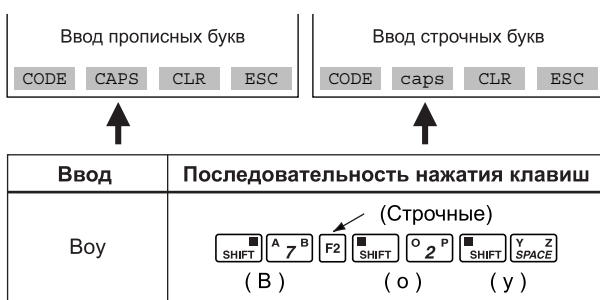 Ввод прописных букв
CODE CAPS CLR ESC
Ввод строчных букв
CODE caps CLR ESC
Ввод
Последовательность нажатия клавиш
(Строчные)
Boy
SHIFT A 7 B F2 SHIFT O 2 P SHIFT Y Z SPACE
( B ) ( o ) ( y )